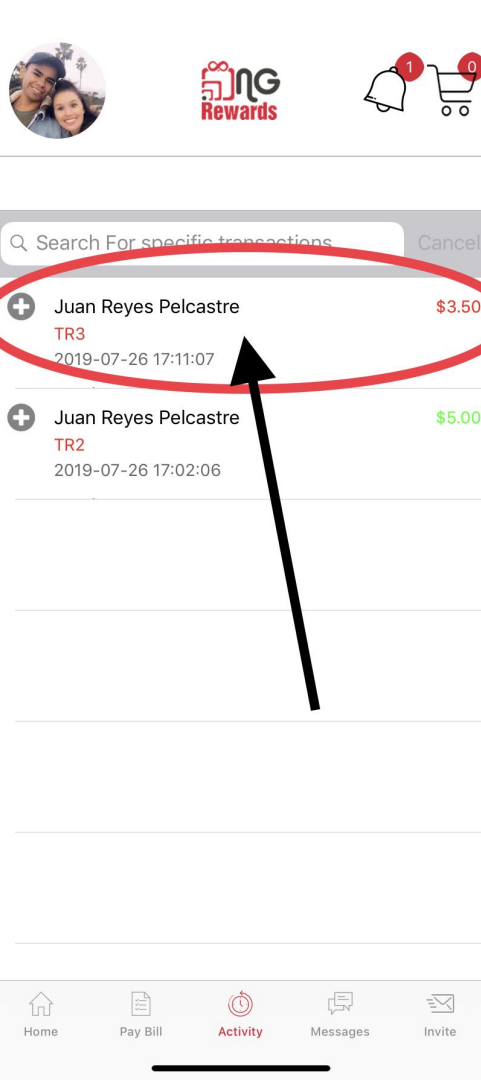 NG
Rewards
1
0
Search For specific transactions
Cancel
Juan Reyes Pelcastre
$3.50
TR3
2019-07-26 17:11:07
Juan Reyes Pelcastre
$5.00
TR2
2019-07-26 17:02:06
Home
Pay Bill
Activity
Messages
Invite